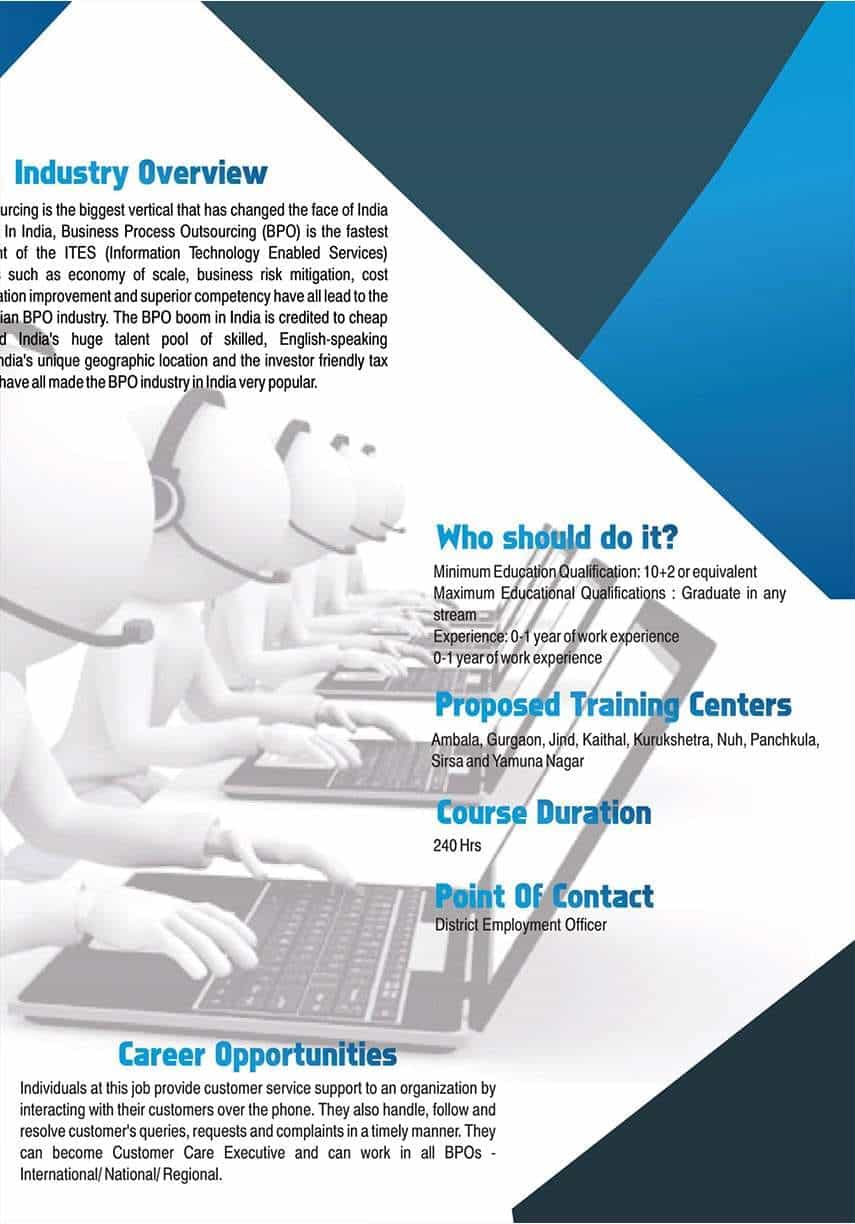 Industry Overview
urcing is the biggest vertical that has changed the face of India
In India, Business Process Outsourcing (BPO) is the fastest
of the ITES (Information Technology Enabled Services)
such as economy of scale, business risk mitigation, cost
ation improvement and superior competency have all lead to the
ian BPO industry. The BPO boom in India is credited to cheap
India's huge talent pool of skilled, English-speaking
ndia's unique geographic location and the investor friendly tax
have all made the BPO industry in India very popular.
Who should do it?
Minimum Education Qualification: 10+2 or equivalent
Maximum Educational Qualifications : Graduate in any
stream
Experience: 0-1 year of work experience
0-1 year of work experience
Proposed Training Centers
Ambala, Gurgaon, Jind, Kaithal, Kurukshetra, Nuh, Panchkula,
Sirsa and Yamuna Nagar
Course Duration
240 Hrs
Point Of Contact
District Employment Officer
Career Opportunities
Individuals at this job provide customer service support to an organization by
interacting with their customers over the phone. They also handle, follow and
resolve customer's queries, requests and complaints in a timely manner. They
can become Customer Care Executive and can work in all BPOs -
International/ National/ Regional.